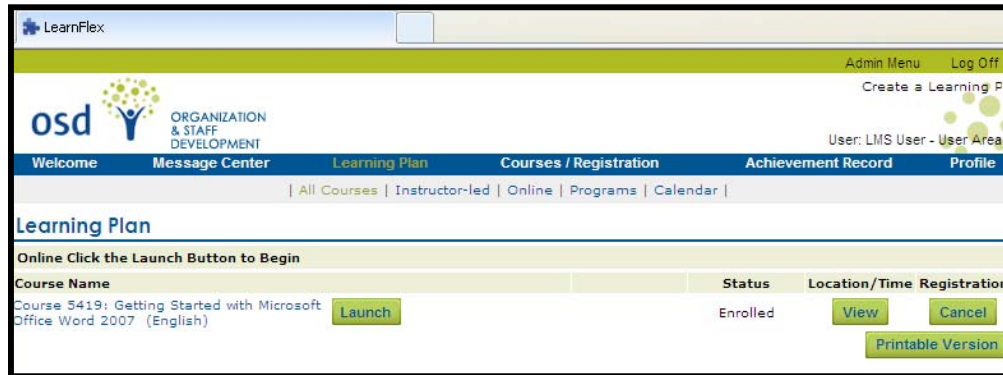 LearnFlex
Admin Menu Log Off
Create a Learning P
osd ORGANIZATION
& STAFF
DEVELOPMENT
User: LMS User - User Area
Welcome Message Center Learning Plan Courses / Registration Achievement Record Profile
| All Courses | Instructor-led | Online | Programs | Calendar |
Learning Plan
Online Click the Launch Button to Begin
Course Name Status Location/Time Registration
Course 5419: Getting Started with Microsoft
Office Word 2007 (English) Launch Enrolled View Cancel
Printable Version